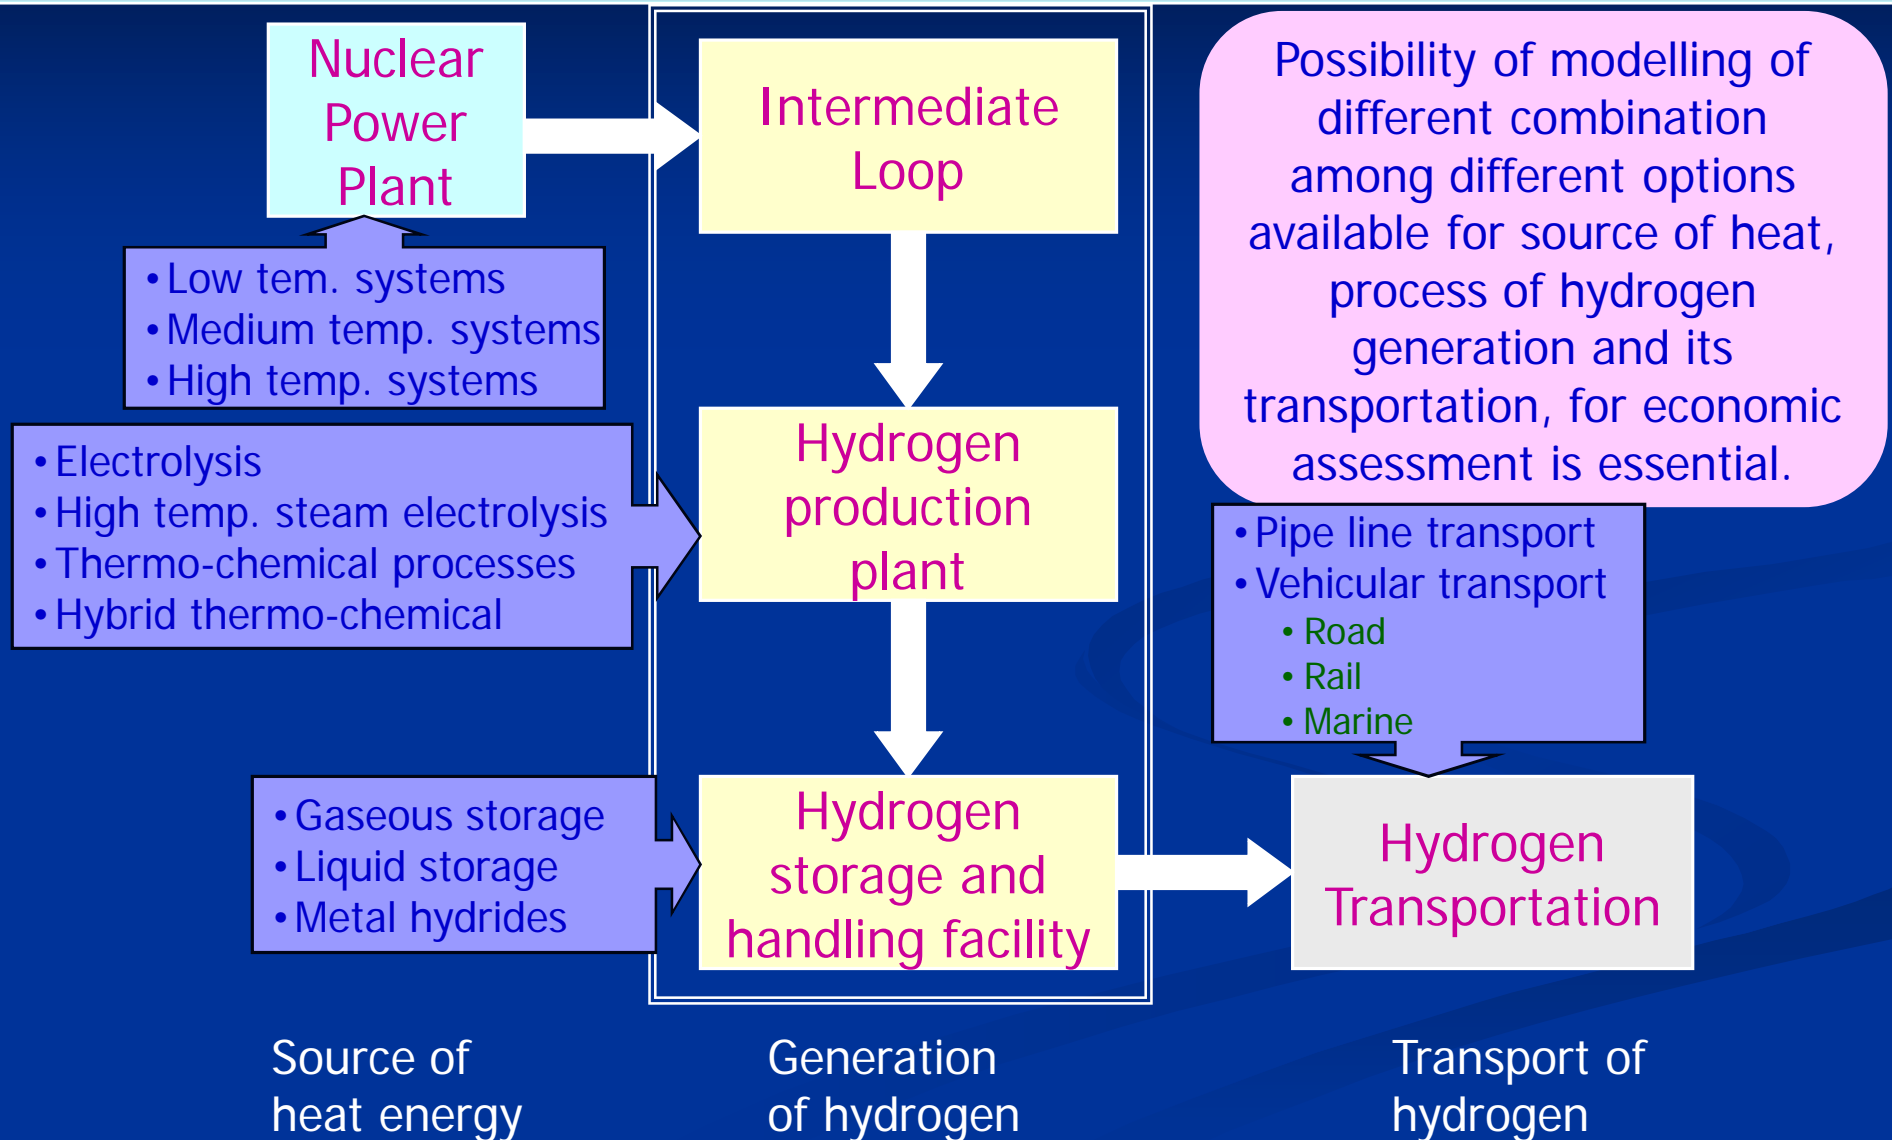 Nuclear
Power
Plant
Intermediate
Loop
Possibility of modelling of
different combination
among different options
available for source of heat,
process of hydrogen
generation and its
transportation, for economic
assessment is essential.
• Low tem. systems
• Medium temp. systems
• High temp. systems
• Electrolysis
• High temp. steam electrolysis
• Thermo-chemical processes
• Hybrid thermo-chemical
Hydrogen
production
plant
• Pipe line transport
• Vehicular transport
• Road
• Rail
• Marine
• Gaseous storage
• Liquid storage
• Metal hydrides
Hydrogen
storage and
handling facility
Hydrogen
Transportation
Source of
heat energy
Generation
of hydrogen
Transport of
hydrogen